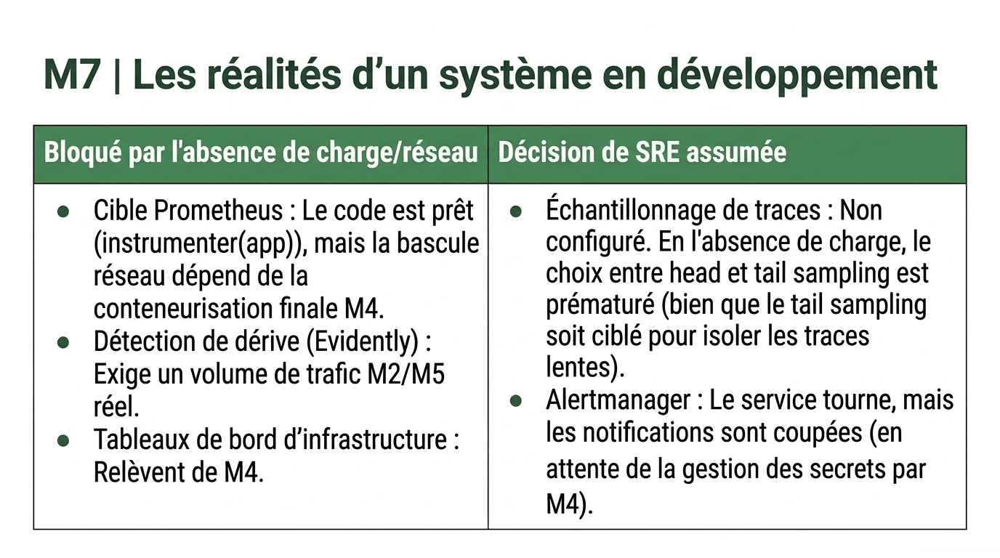 M7 | Les réalités d’un système en développement
Bloqué par l'absence de charge/réseau
Décision de SRE assumée
● Cible Prometheus : Le code est prêt
(instrumenter(app)), mais la bascule
réseau dépend de la
conteneurisation finale M4.
● Détection de dérive (Evidently) :
Exige un volume de trafic M2/M5
réel.
● Tableaux de bord d’infrastructure :
Relèvent de M4.
● Échantillonnage de traces : Non
configuré. En l'absence de charge, le
choix entre head et tail sampling est
prématuré (bien que le tail sampling
soit ciblé pour isoler les traces
lentes).
● Alertmanager : Le service tourne, mais
les notifications sont coupées (en
attente de la gestion des secrets par
M4).